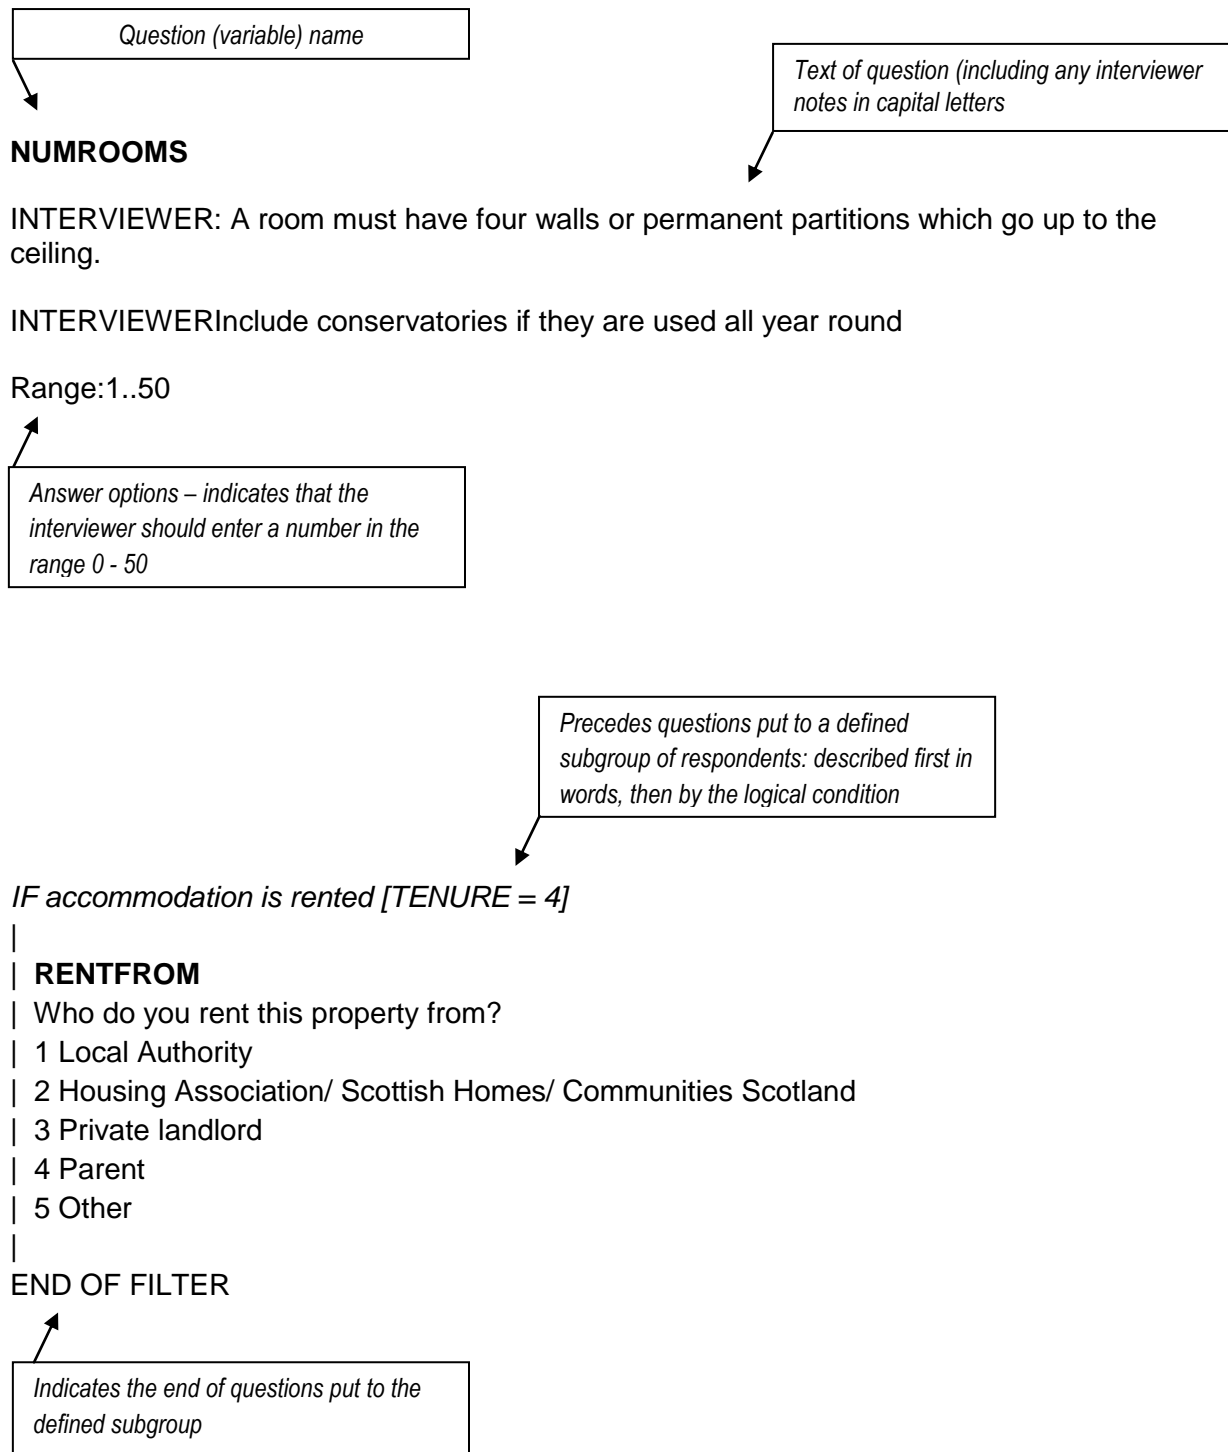 Question (variable) name
Text of question (including any interviewer
notes in capital letters
NUMROOMS
INTERVIEWER: A room must have four walls or permanent partitions which go up to the
ceiling.
INTERVIEWERInclude conservatories if they are used all year round
Range:1..50
Answer options – indicates that the
interviewer should enter a number in the
range 0 - 50
Precedes questions put to a defined
subgroup of respondents: described first in
words, then by the logical condition
IF accommodation is rented [TENURE = 4]
|
| RENTFROM
| Who do you rent this property from?
| 1 Local Authority
| 2 Housing Association/ Scottish Homes/ Communities Scotland
| 3 Private landlord
| 4 Parent
| 5 Other
|
END OF FILTER
Indicates the end of questions put to the
defined subgroup